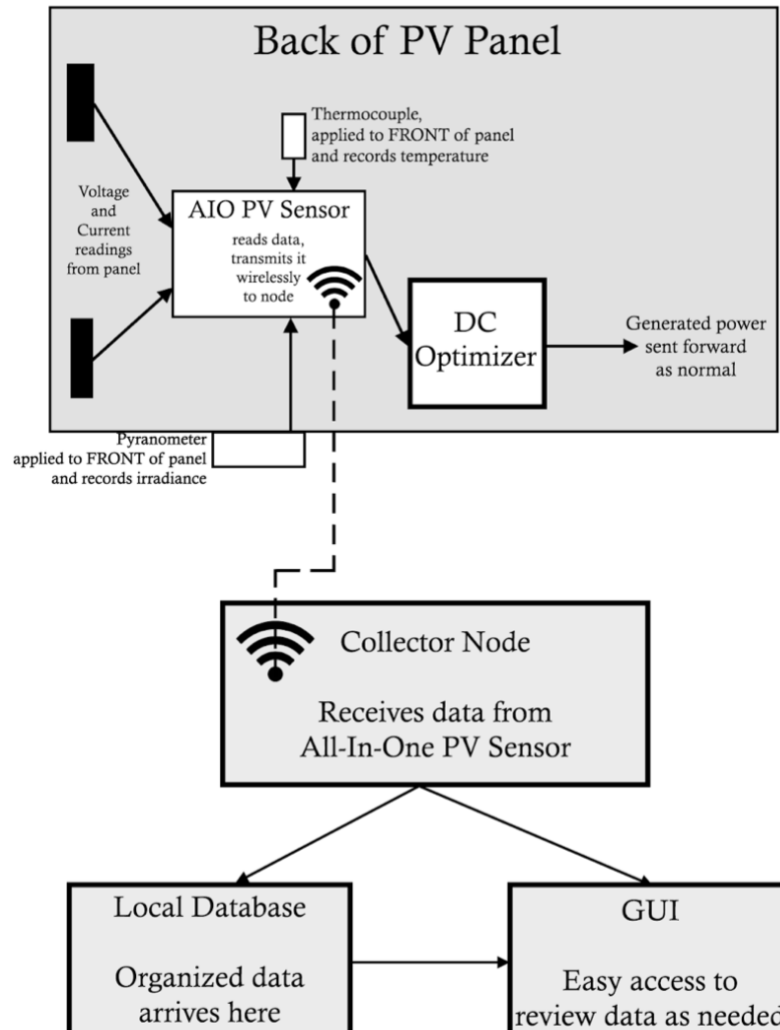 Back of PV Panel
Thermocouple,
applied to FRONT of panel
and records temperature
Voltage
and
Current
readings
from panel
AIO PV Sensor
reads data,
transmits it
wirelessly
to node
DC
Optimizer
Generated power
sent forward
as normal
Pyranometer
applied to FRONT of panel
and records irradiance
Collector Node
Receives data from
All-In-One PV Sensor
Local Database
Organized data
arrives here
GUI
Easy access to
review data as needed